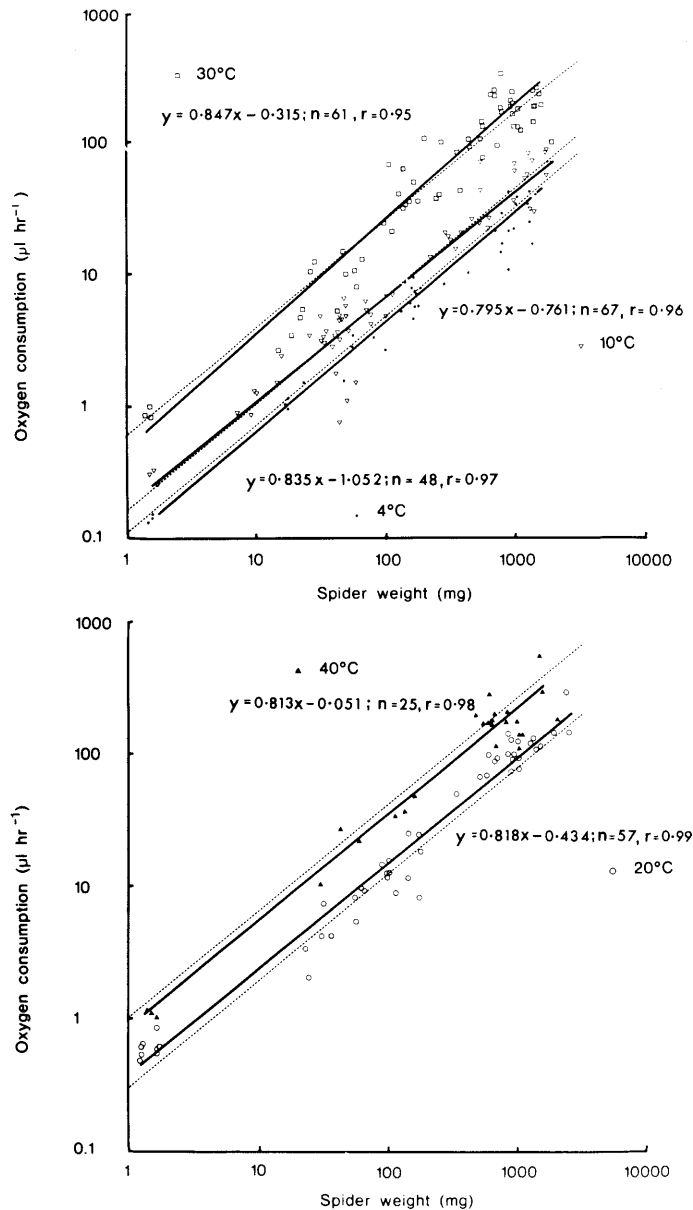 1000
□ 30°C
y = 0·847x-0·315; n=61, r=0·95
100
10
1
0.1
Oxygen consumption (µl hr⁻¹)
y=0·795x-0·761; n=67, r=0·96
▽ 10°C
y=0·835x-1·052; n= 48, r=0·97
4°C
1
10
100
1000
10000
Spider weight (mg)
1000
▲ 40°C
y=0·813x-0·051; n=25, r=0·98
100
10
1
0.1
Oxygen consumption (µl hr⁻¹)
y=0·818x-0·434; n=57, r=0·99
○ 20°C
1
10
100
1000
10000
Spider weight (mg)